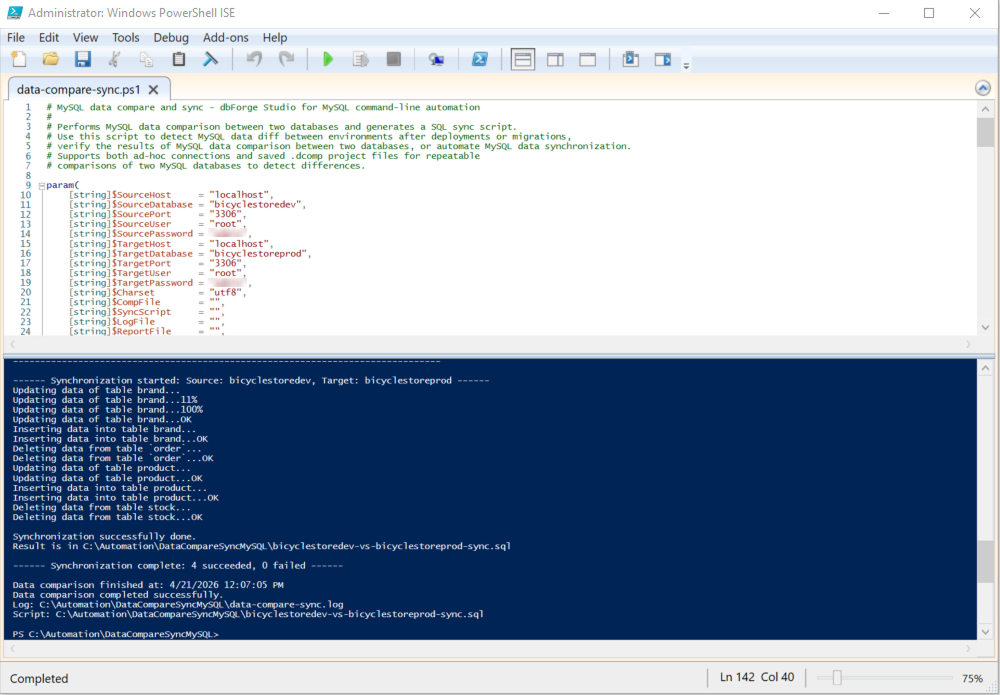 Administrator: Windows PowerShell ISE
File Edit View Tools Debug Add-ons Help
data-compare-sync.ps1
1 # MySQL data compare and sync - dbForge Studio for MySQL command-line automation
2 #
3 # Performs MySQL data comparison between two databases and generates a SQL sync script.
4 # Use this script to detect MySQL data diff between environments after deployments or migrations,
5 # verify the results of MySQL data comparison between two databases, or automate MySQL data synchronization.
6 # Supports both ad-hoc connections and saved .dcomp project files for repeatable
7 # comparisons of two MySQL databases to detect differences.
8
9 param(
10 [string]$SourceHost = "localhost",
11 [string]$SourceDatabase = "bicyclestoredev",
12 [string]$SourcePort = "3306",
13 [string]$SourceUser = "root",
14 [string]$SourcePassword = " ",
15 [string]$TargetHost = "localhost",
16 [string]$TargetDatabase = "bicyclestoreprod",
17 [string]$TargetPort = "3306",
18 [string]$TargetUser = "root",
19 [string]$TargetPassword = " ",
20 [string]$Charset = "utf8",
21 [string]$CompFile = "",
22 [string]$SyncScript = "",
23 [string]$LogFile = "",
24 [string]$ReportFile = "",
------ Synchronization started: Source: bicyclestoredev, Target: bicyclestoreprod ------
Updating data of table brand...
Updating data of table brand...11%
Updating data of table brand...100%
Updating data of table brand...OK
Inserting data into table brand...
Inserting data into table brand...OK
Deleting data from table `order`...
Deleting data from table `order`...OK
Updating data of table product...
Updating data of table product...OK
Inserting data into table product...
Inserting data into table product...OK
Deleting data from table stock...
Deleting data from table stock...OK
Synchronization successfully done.
Result is in C:\Automation\DataCompareSyncMySQL\bicyclestoredev-vs-bicyclestoreprod-sync.sql
------ Synchronization complete: 4 succeeded, 0 failed ------
Data comparison finished at: 4/21/2026 12:07:05 PM
Data comparison completed successfully.
Log: C:\Automation\DataCompareSyncMySQL\data-compare-sync.log
Script: C:\Automation\DataCompareSyncMySQL\bicyclestoredev-vs-bicyclestoreprod-sync.sql
PS C:\Automation\DataCompareSyncMySQL>
Completed
Ln 142 Col 40
75%